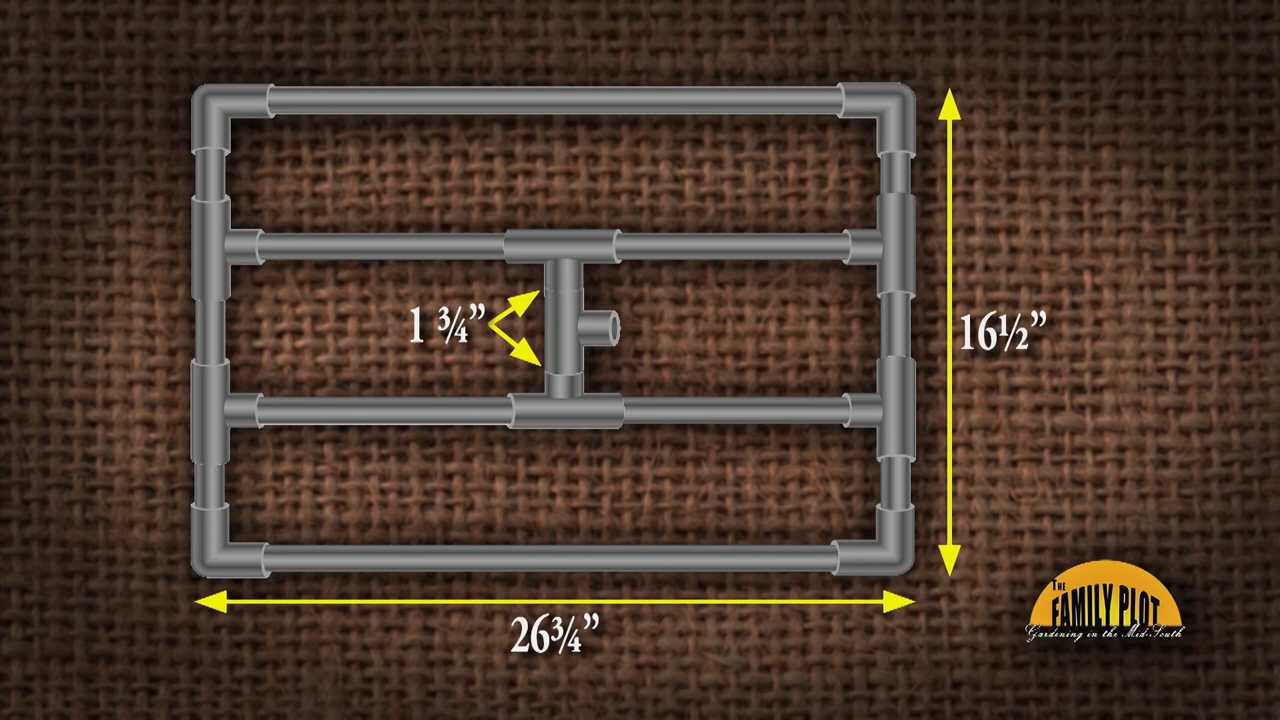 1 ¾”
16½”
26¾”
THE
FAMILY PLOT
Gardening in the Mid-South